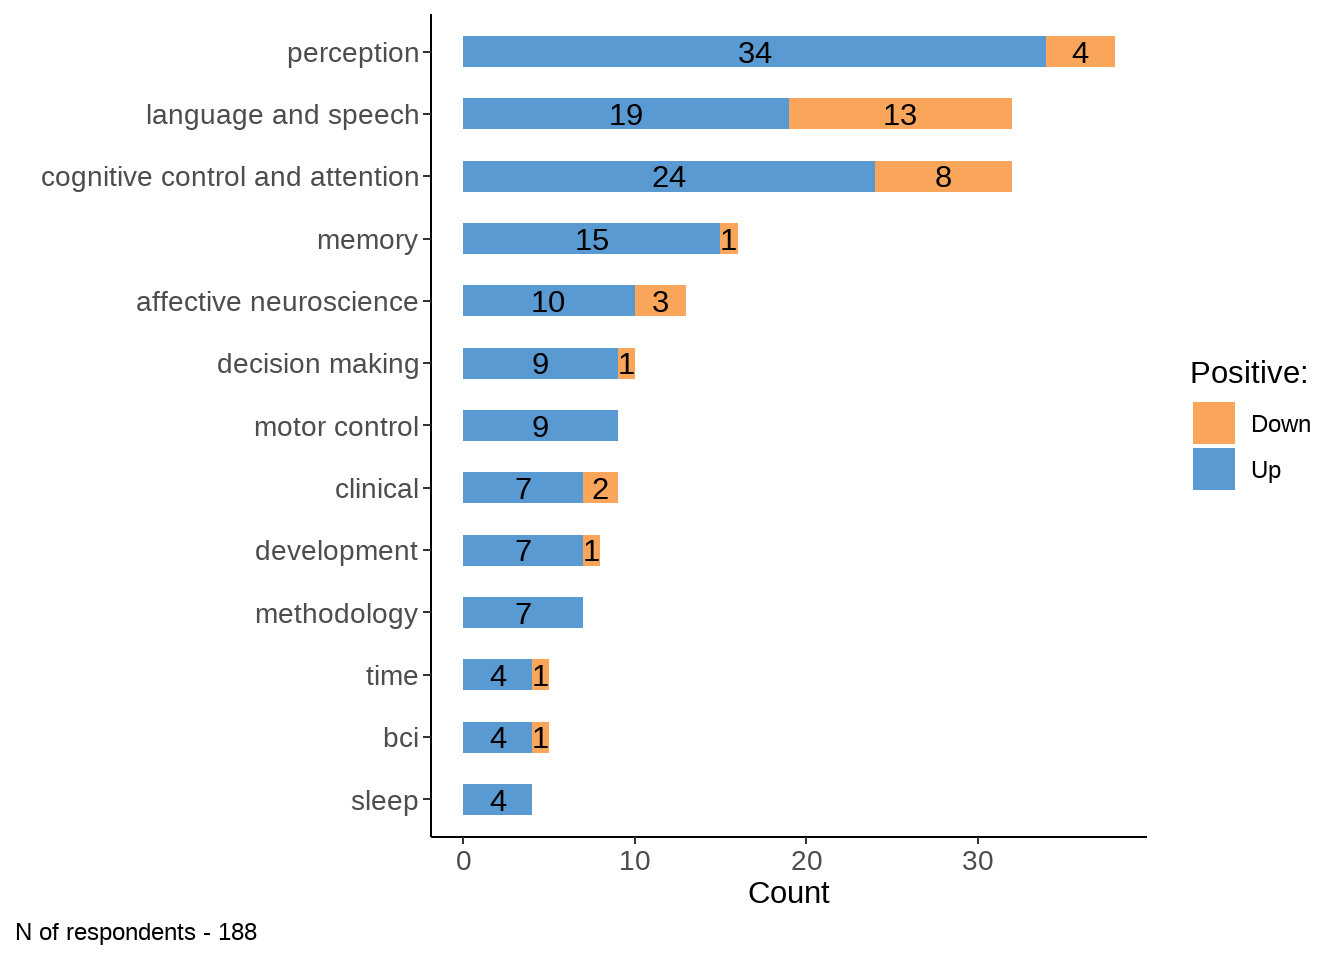 perception 34 4
language and speech 19 13
cognitive control and attention 24 8
memory 15 1
affective neuroscience 10 3
decision making 9 1
motor control 9
clinical 7 2
development 7 1
methodology 7
time 4 1
bci 4 1
sleep 4
0 10 20 30
Count
Positive:
Down
Up
N of respondents - 188